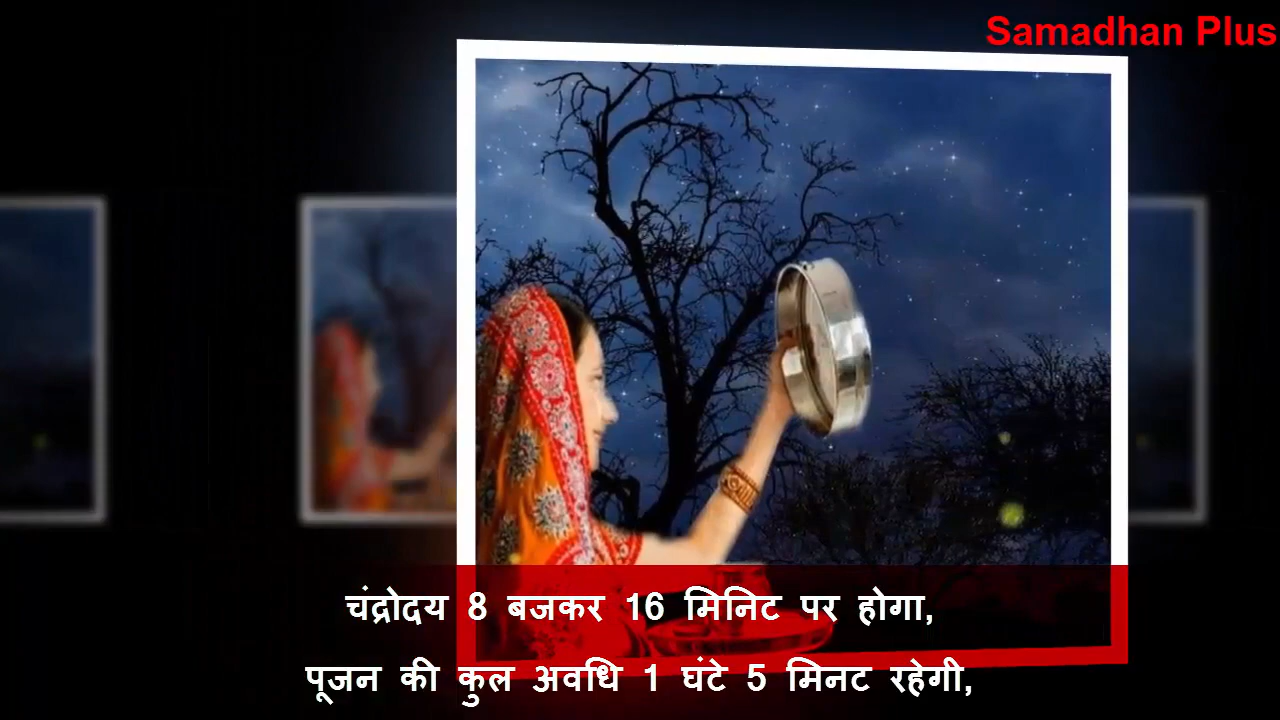 Samadhan Plus
चंद्रोदय 8 बजकर 16 मिनिट पर होगा,
पूजन की कुल अवधि 1 घंटे 5 मिनट रहेगी,